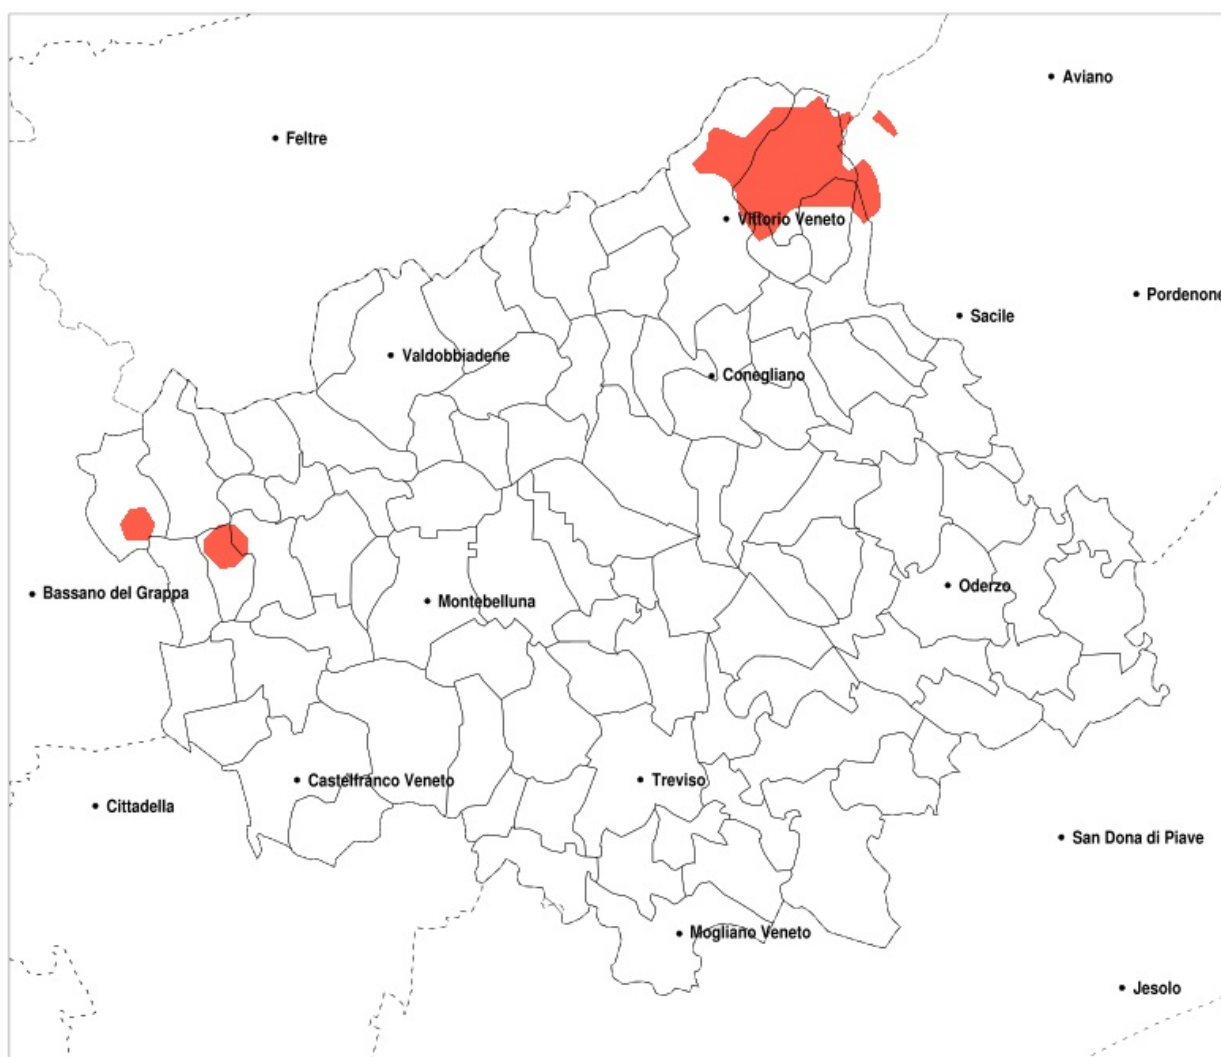 Aviano
Feltre
Vittorio Veneto
Pordenone
Sacile
Valdobbiadene
Conegliano
Oderzo
Bassano del Grappa
Montebelluna
Treviso
Castelfranco Veneto
Cittadella
San Dona di Piave
Mogliano Veneto
Jesolo